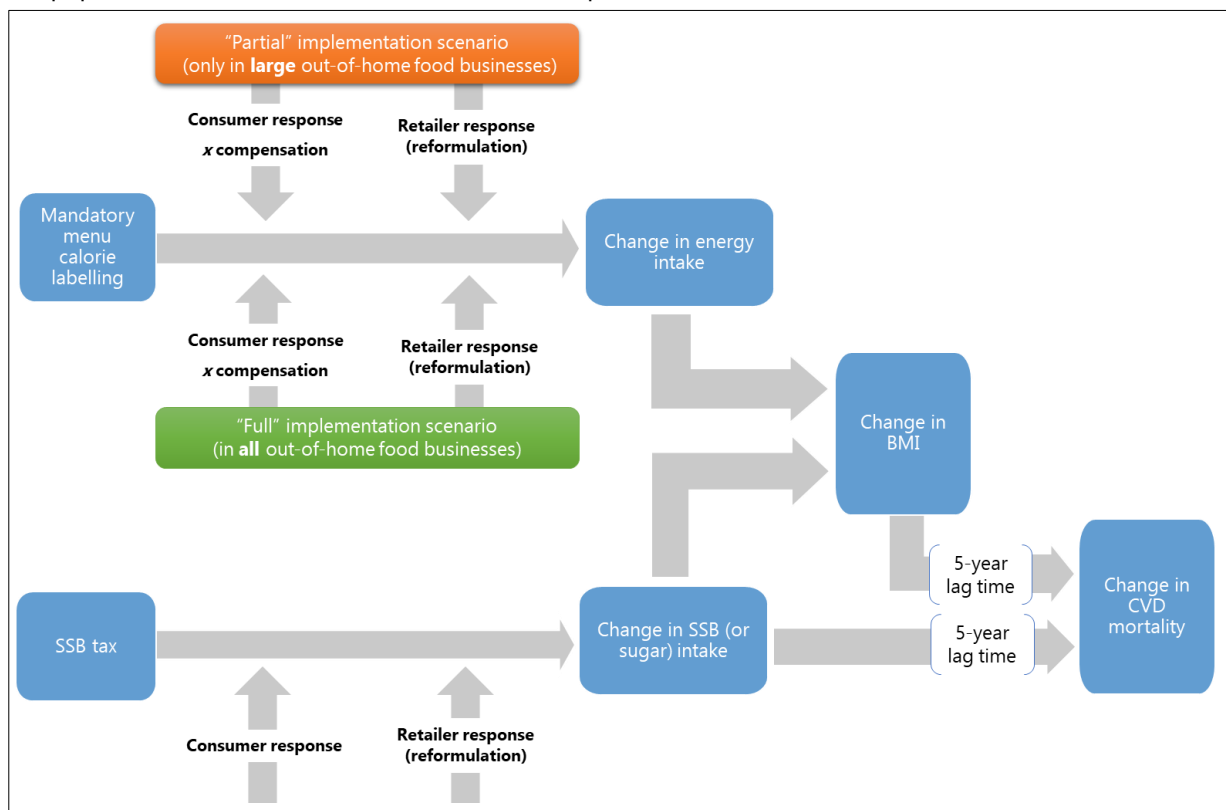 “Partial” implementation scenario
(only in large out-of-home food businesses)
Consumer response
x compensation
Retailer response
(reformulation)
Mandatory
menu
calorie
labelling
Change in energy
intake
Consumer response
x compensation
Retailer response
(reformulation)
“Full” implementation scenario
(in all out-of-home food businesses)
Change in
BMI
5-year
lag time
Change in
CVD
mortality
SSB tax
Change in SSB (or
sugar) intake
5-year
lag time
Consumer response
Retailer response
(reformulation)